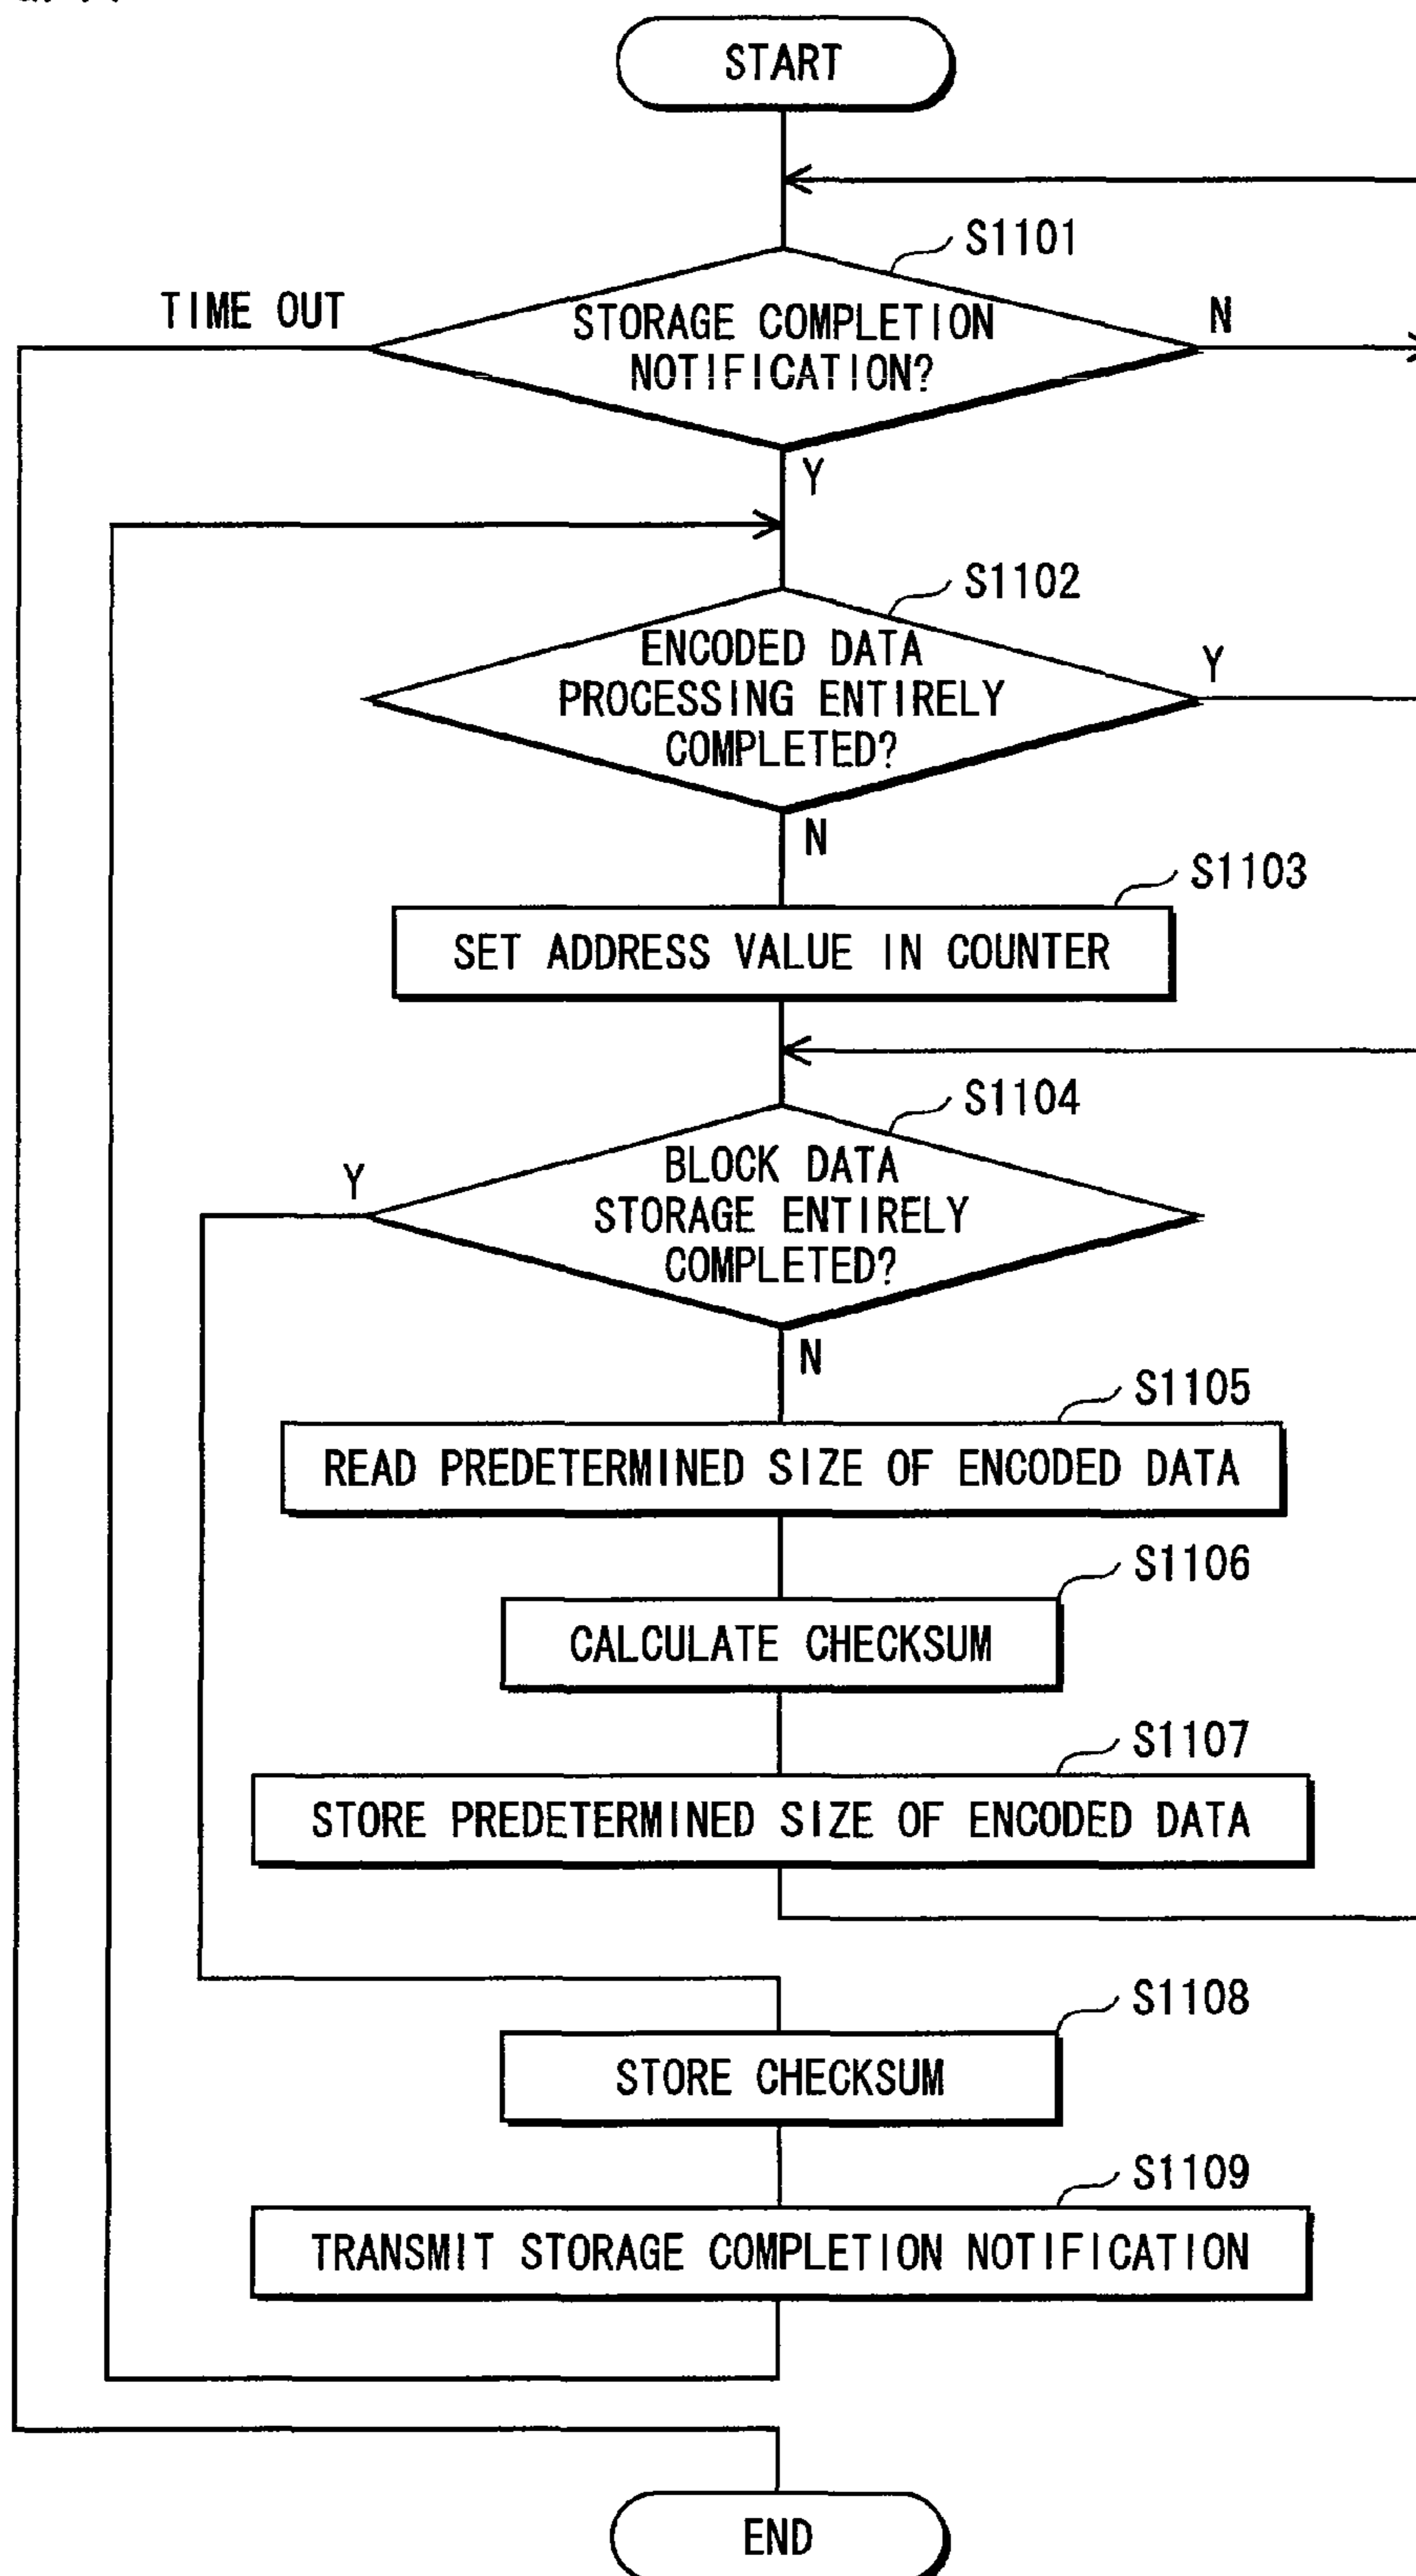 START
S1101
TIME OUT
STORAGE COMPLETION
NOTIFICATION?
N
Y
S1102
ENCODED DATA
PROCESSING ENTIRELY
COMPLETED?
Y
N
S1103
SET ADDRESS VALUE IN COUNTER
S1104
Y
BLOCK DATA
STORAGE ENTIRELY
COMPLETED?
N
S1105
READ PREDETERMINED SIZE OF ENCODED DATA
S1106
CALCULATE CHECKSUM
S1107
STORE PREDETERMINED SIZE OF ENCODED DATA
S1108
STORE CHECKSUM
S1109
TRANSMIT STORAGE COMPLETION NOTIFICATION
END